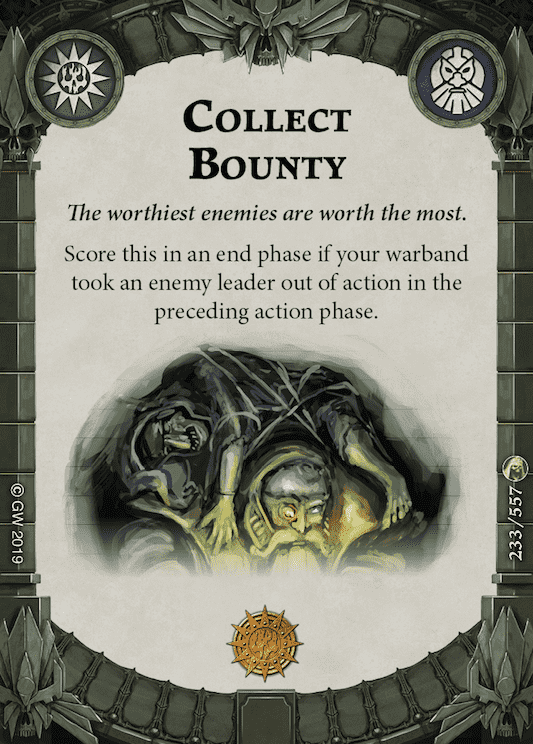 Collect
Bounty
The worthiest enemies are worth the most.
Score this in an end phase if your warband
took an enemy leader out of action in the
preceding action phase.
© GW 2019
233/557